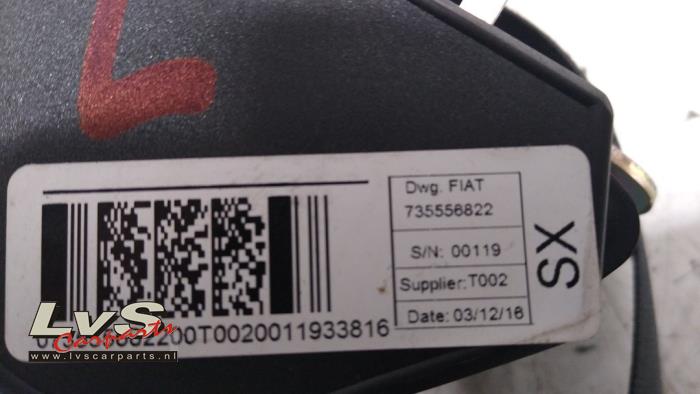 L
Dwg. FIAT
735556822
S/N: 00119
Supplier: T002
Date: 03/12/16
SX
LvS
Carparts
www.lvscarparts.nl
2200T0020011933816